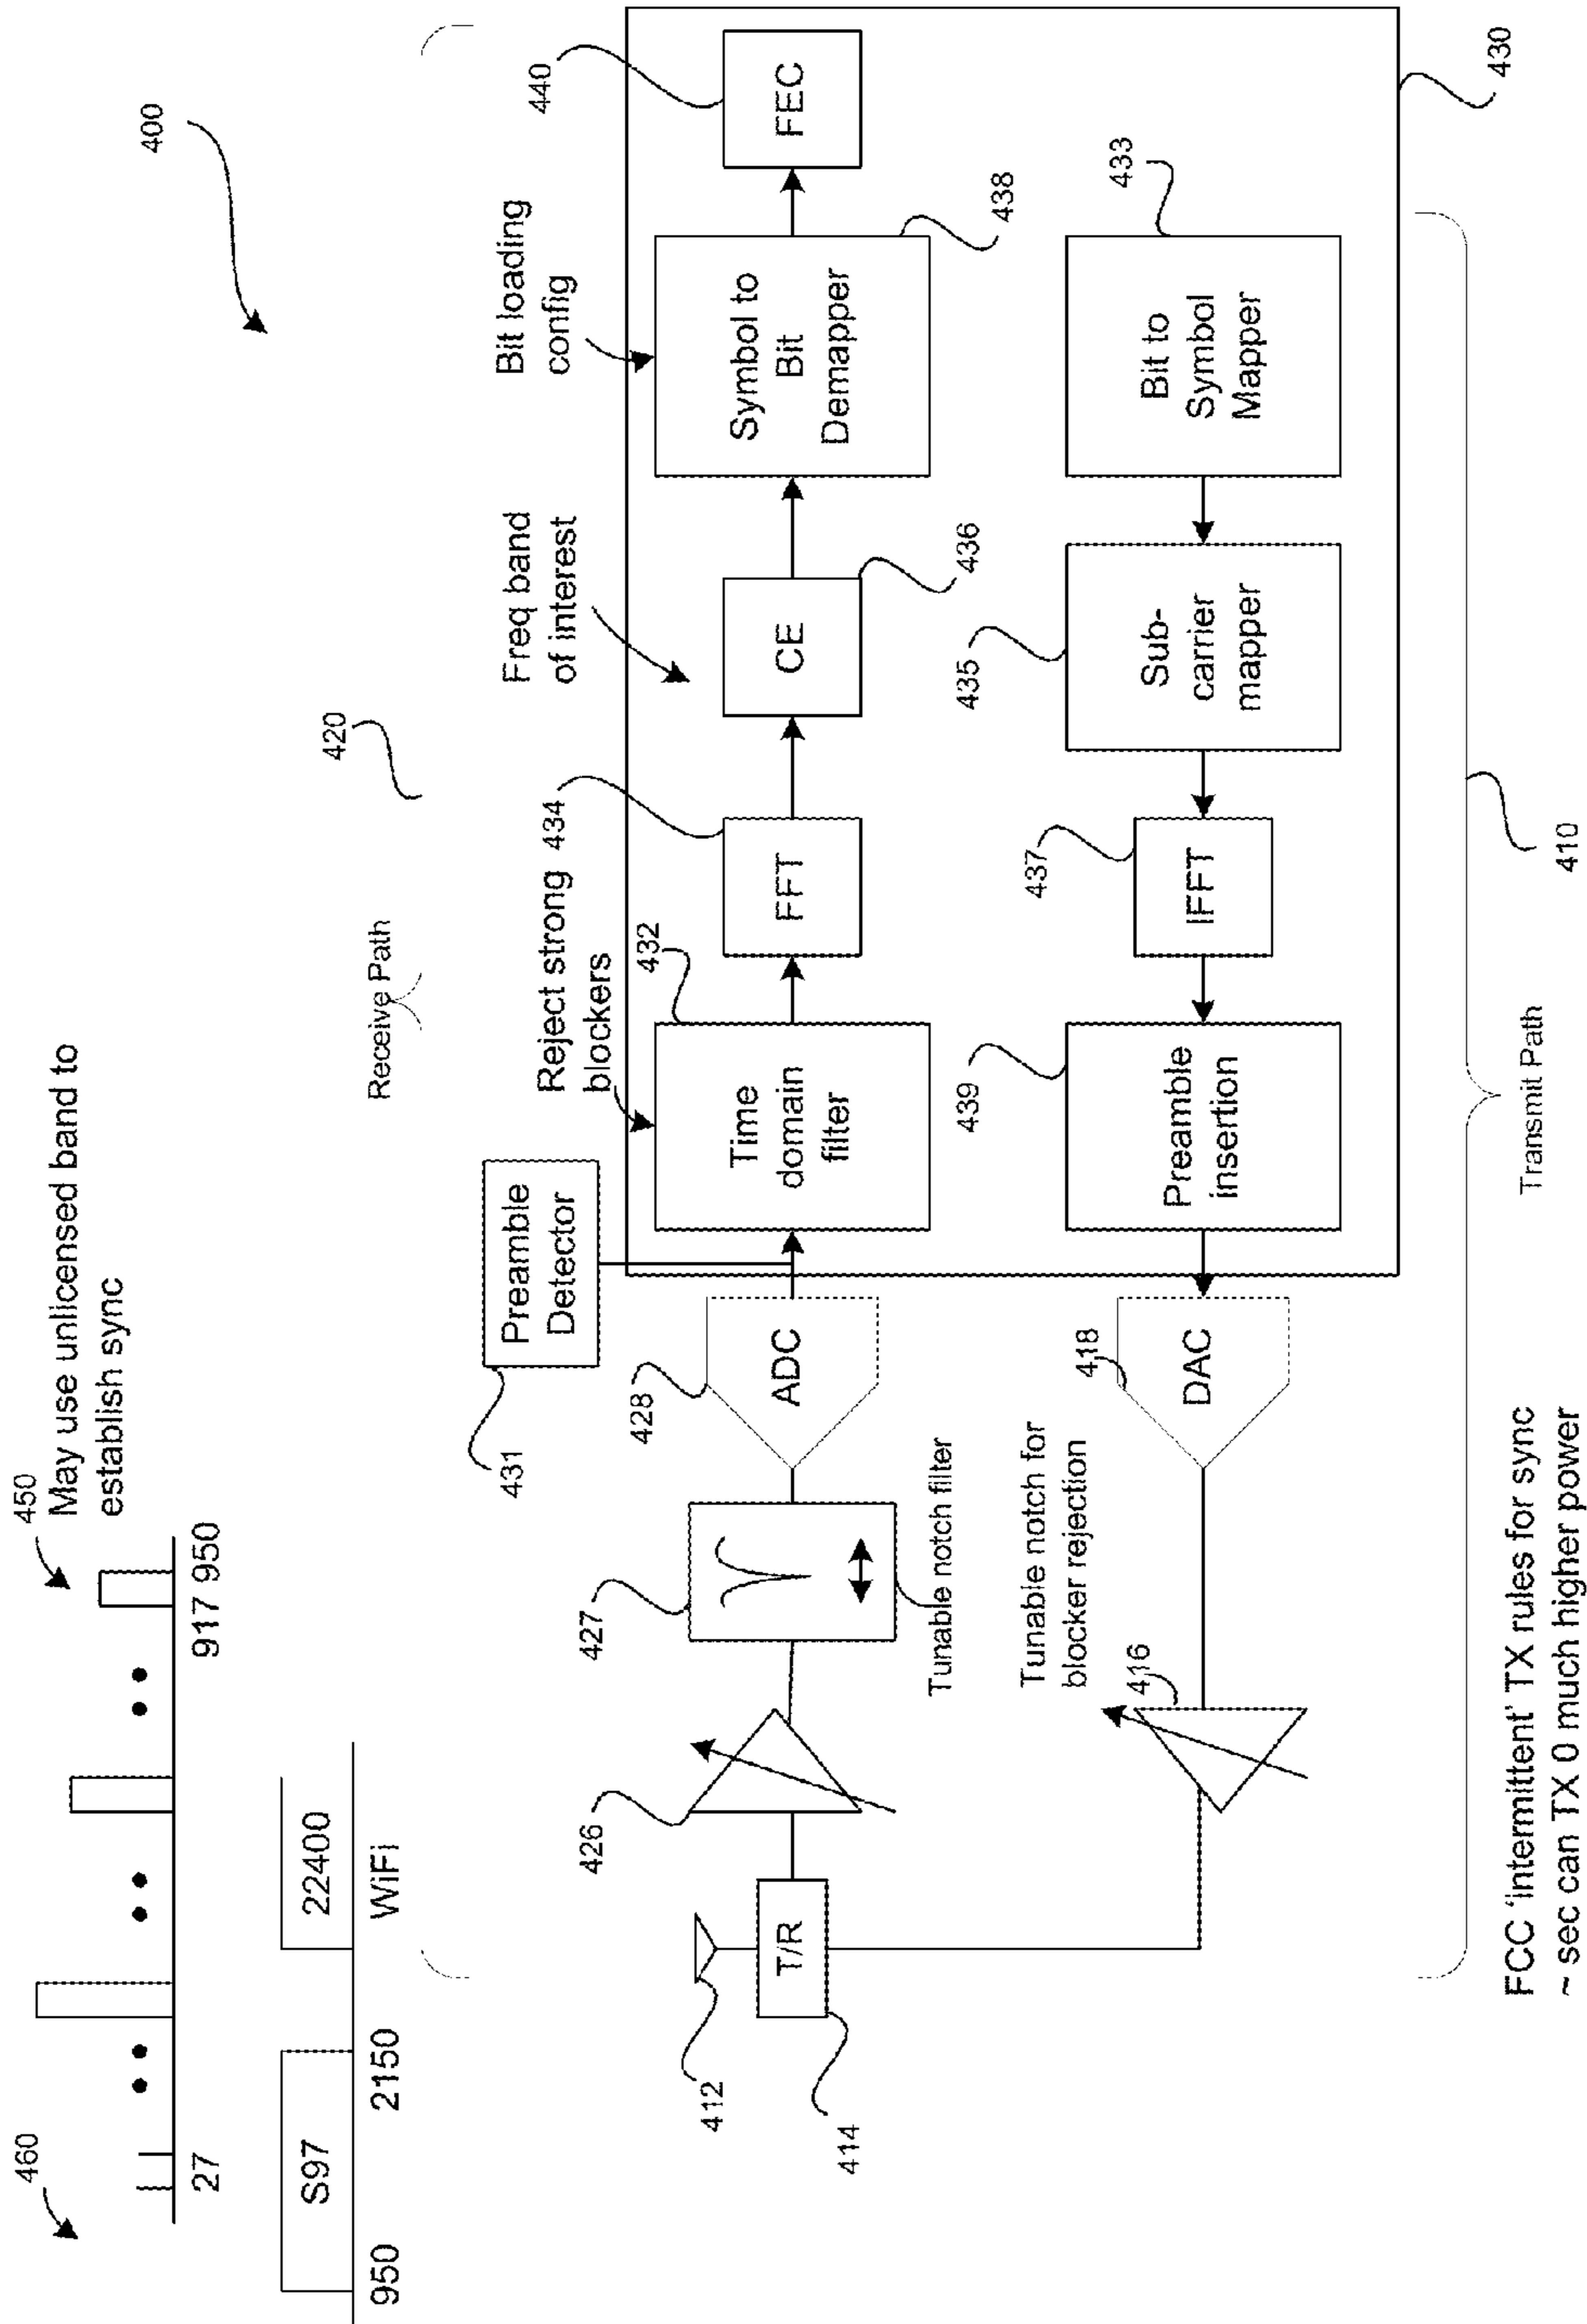 460
450
May use unlicensed band to
establish sync
27
917 950
S97
22400
950
2150
WiFi
400
Receive Path
420
Reject strong
blockers
Freq band
of interest
Bit loading
config
Preamble
Detector
431
432
434
436
438
440
412
T/R
414
426
427
Tunable notch filter
428
ADC
Time
domain
filter
FFT
CE
Symbol to
Bit
Demapper
FEC
Tunable notch for
blocker rejection
416
418
DAC
439
Preamble
insertion
437
IFFT
435
Sub-
carrier
mapper
433
Bit to
Symbol
Mapper
430
410
Transmit Path
FCC 'intermittent' TX rules for sync
~ sec can TX 0 much higher power